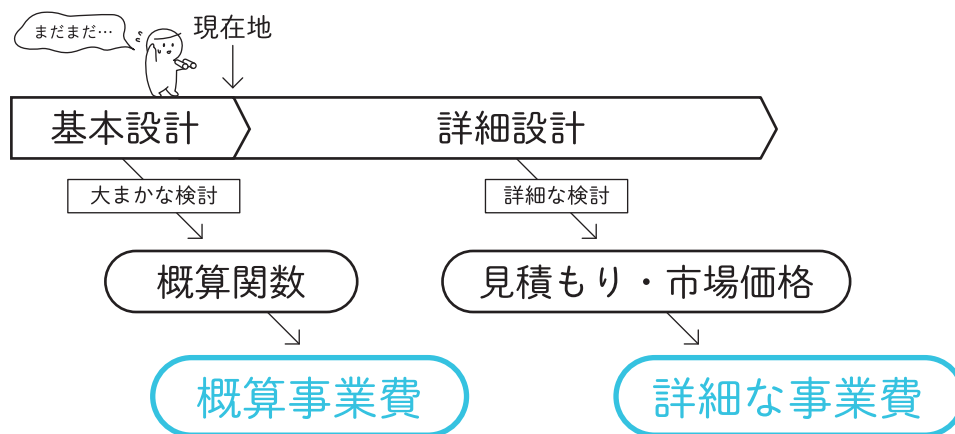 まだまだ…
現在地
基本設計
詳細設計
大まかな検討
詳細な検討
概算関数
見積もり・市場価格
概算事業費
詳細な事業費